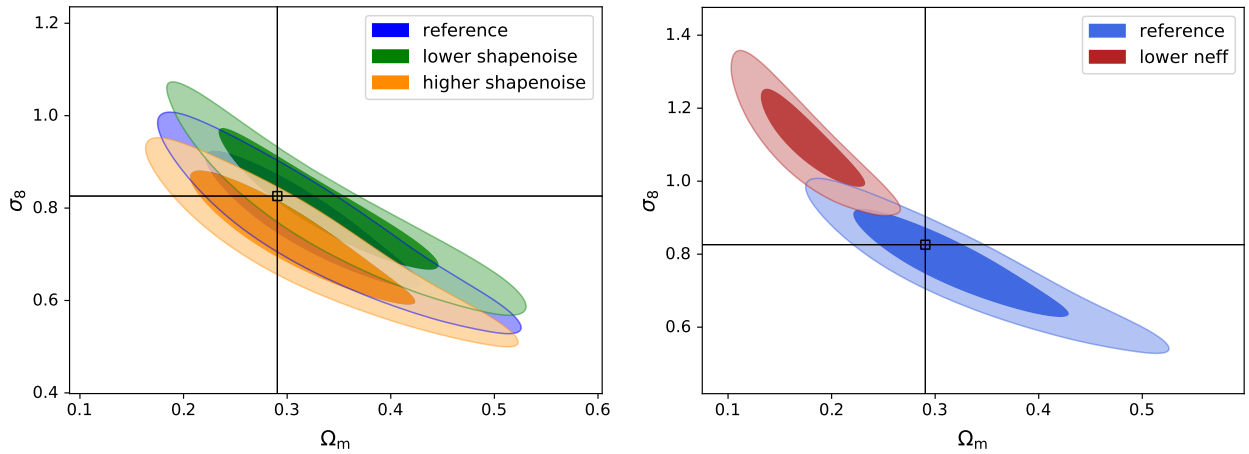 1.2
1.0
0.8
0.6
0.4
σ8
reference
lower shapenoise
higher shapenoise
0.1 0.2 0.3 0.4 0.5 0.6
Ωm
1.4
1.2
1.0
0.8
0.6
σ8
reference
lower neff
0.1 0.2 0.3 0.4 0.5
Ωm